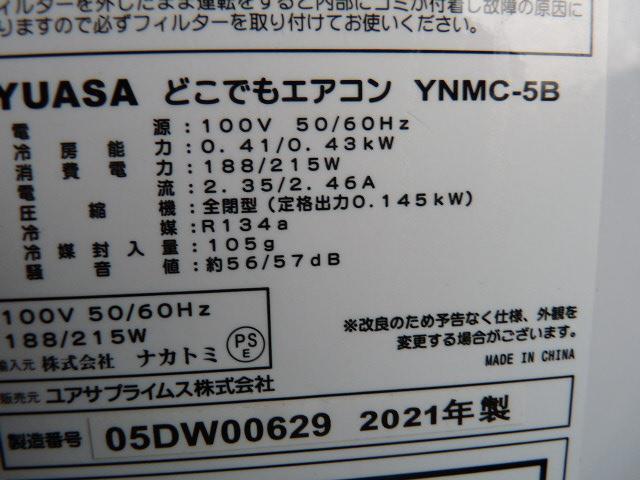 ィルターを外したまま運転をすると内部にゴミが付着し故障の原因に
りますので必ずフィルターを取り付けてお使いください。
YUASA どこでもエアコン YNMC-5B
電源:100V 50/60Hz
冷房能力:0.41/0.43kW
消費電力:188/215W
電流:2.35/2.46A
圧縮機:全閉型(定格出力0.145kW)
冷媒:R134a
冷媒封入量:105g
騒音値:約56/57dB
100V 50/60Hz
188/215W
輸入元 株式会社 ナカトミ
PS
E
販売元 ユアサプライムス株式会社
※改良のため予告なく仕様、外観を
変更する場合がございます。
MADE IN CHINA
製造番号 05DW00629 2021年製